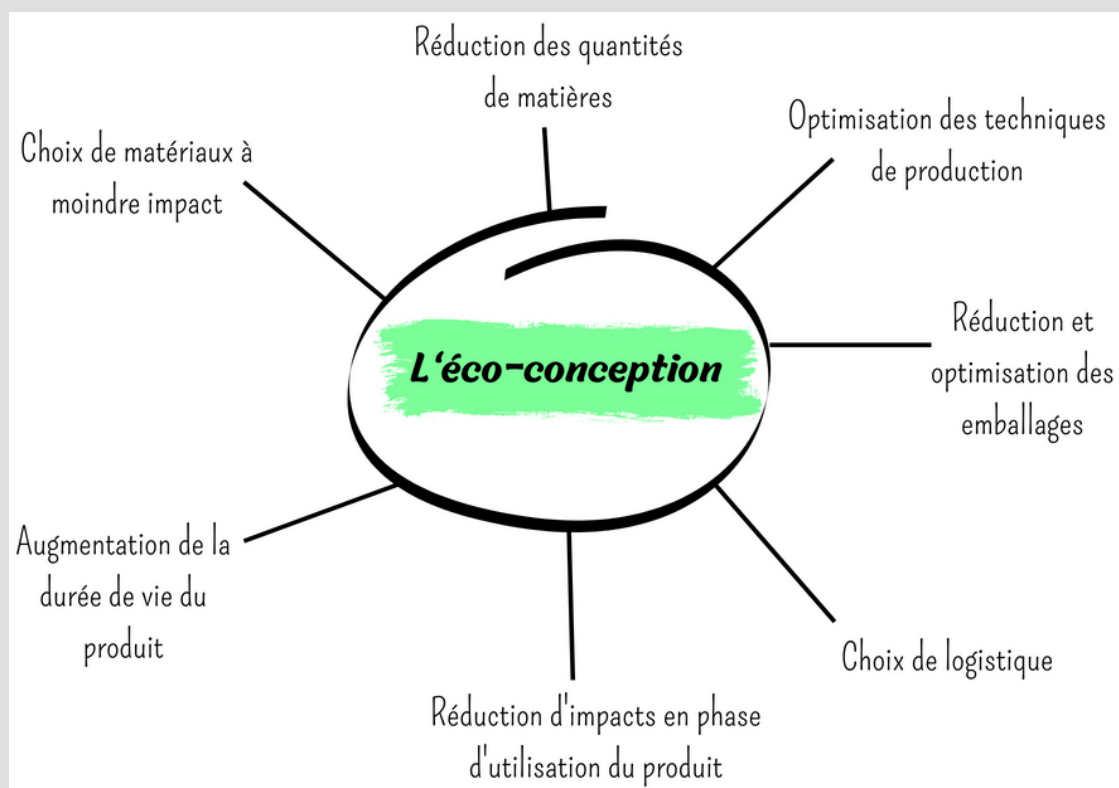 Réduction des quantités
de matières
Optimisation des techniques
de production
Choix de matériaux à
moindre impact
Réduction et
optimisation des
emballages
L'éco-conception
Augmentation de la
durée de vie du
produit
Choix de logistique
Réduction d'impacts en phase
d'utilisation du produit